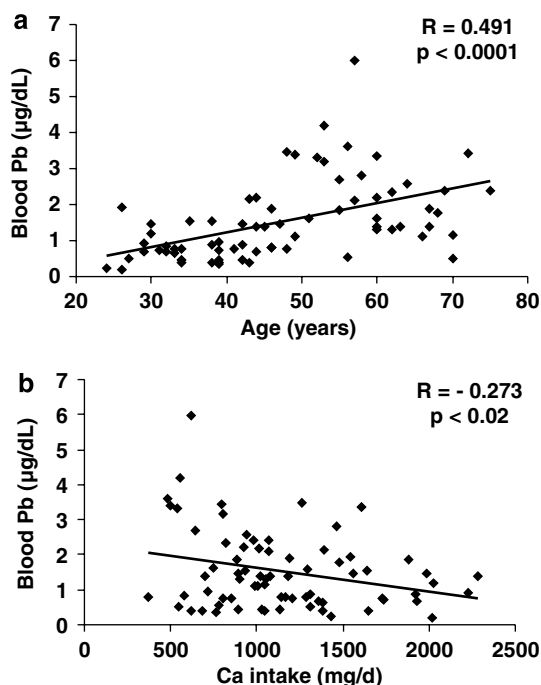 a
R = 0.491
p < 0.0001
Blood Pb (µg/dL)
7
6
5
4
3
2
1
0
20 30 40 50 60 70 80
Age (years)
b
R = - 0.273
p < 0.02
Blood Pb (µg/dL)
7
6
5
4
3
2
1
0
0 500 1000 1500 2000 2500
Ca intake (mg/d)